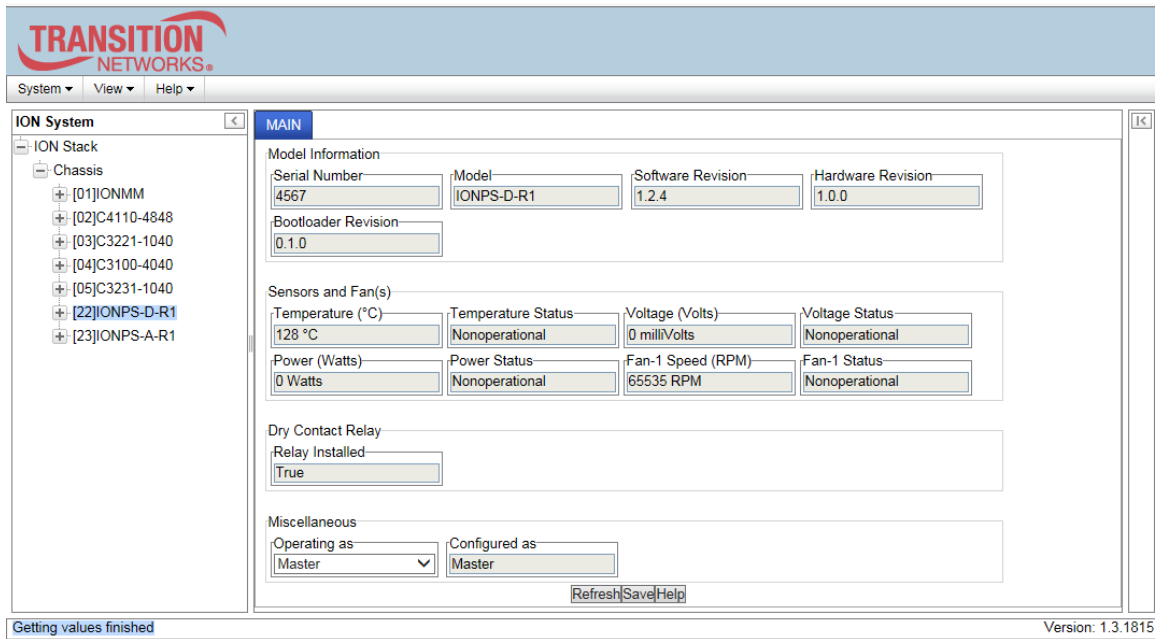 TRANSITION
NETWORKS®
System View Help
ION System
ION Stack
Chassis
[01]IONMM
[02]C4110-4848
[03]C3221-1040
[04]C3100-4040
[05]C3231-1040
[22]IONPS-D-R1
[23]IONPS-A-R1
MAIN
Model Information
Serial Number Model Software Revision Hardware Revision
4567 IONPS-D-R1 1.2.4 1.0.0
Bootloader Revision
0.1.0
Sensors and Fan(s)
Temperature (°C) Temperature Status Voltage (Volts) Voltage Status
128 °C Nonoperational 0 milliVolts Nonoperational
Power (Watts) Power Status Fan-1 Speed (RPM) Fan-1 Status
0 Watts Nonoperational 65535 RPM Nonoperational
Dry Contact Relay
Relay Installed
True
Miscellaneous
Operating as Configured as
Master Master
Refresh Save Help
Getting values finished Version: 1.3.1815